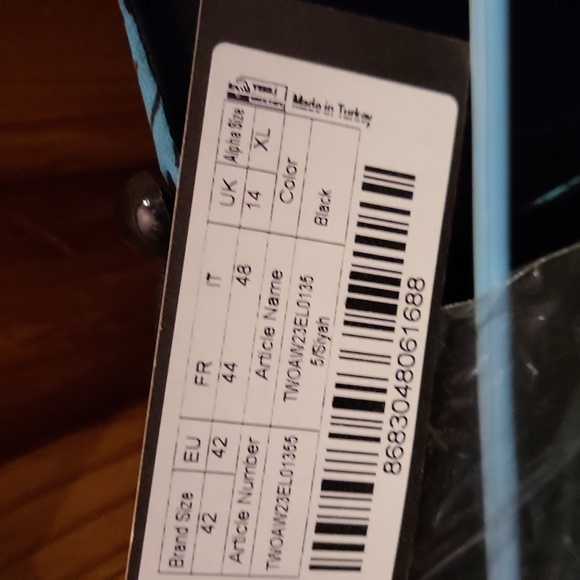 Made in Turkey
Brand Size EU FR IT UK Alpha Size
42 42 44 48 14 XL
Article Number Article Name Color
TWOAW23EL01355 TWOAW23EL0135 Black
5/Siyah
8683048061688